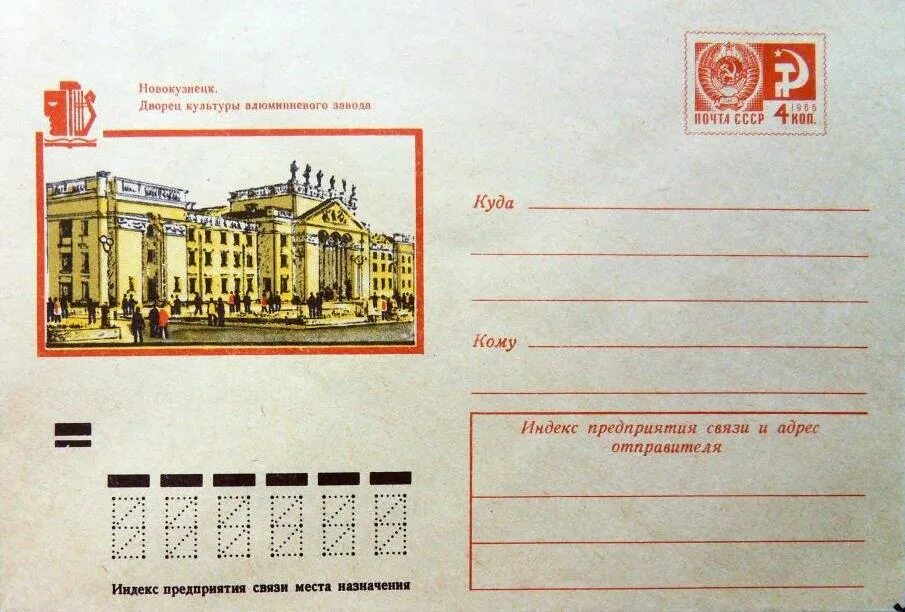 Новокузнецк.
Дворец культуры алюминиевого завода
ПОЧТА СССР
1966
4 КОП.
Куда
Кому
Индекс предприятия связи и адрес
отправителя
Индекс предприятия связи места назначения